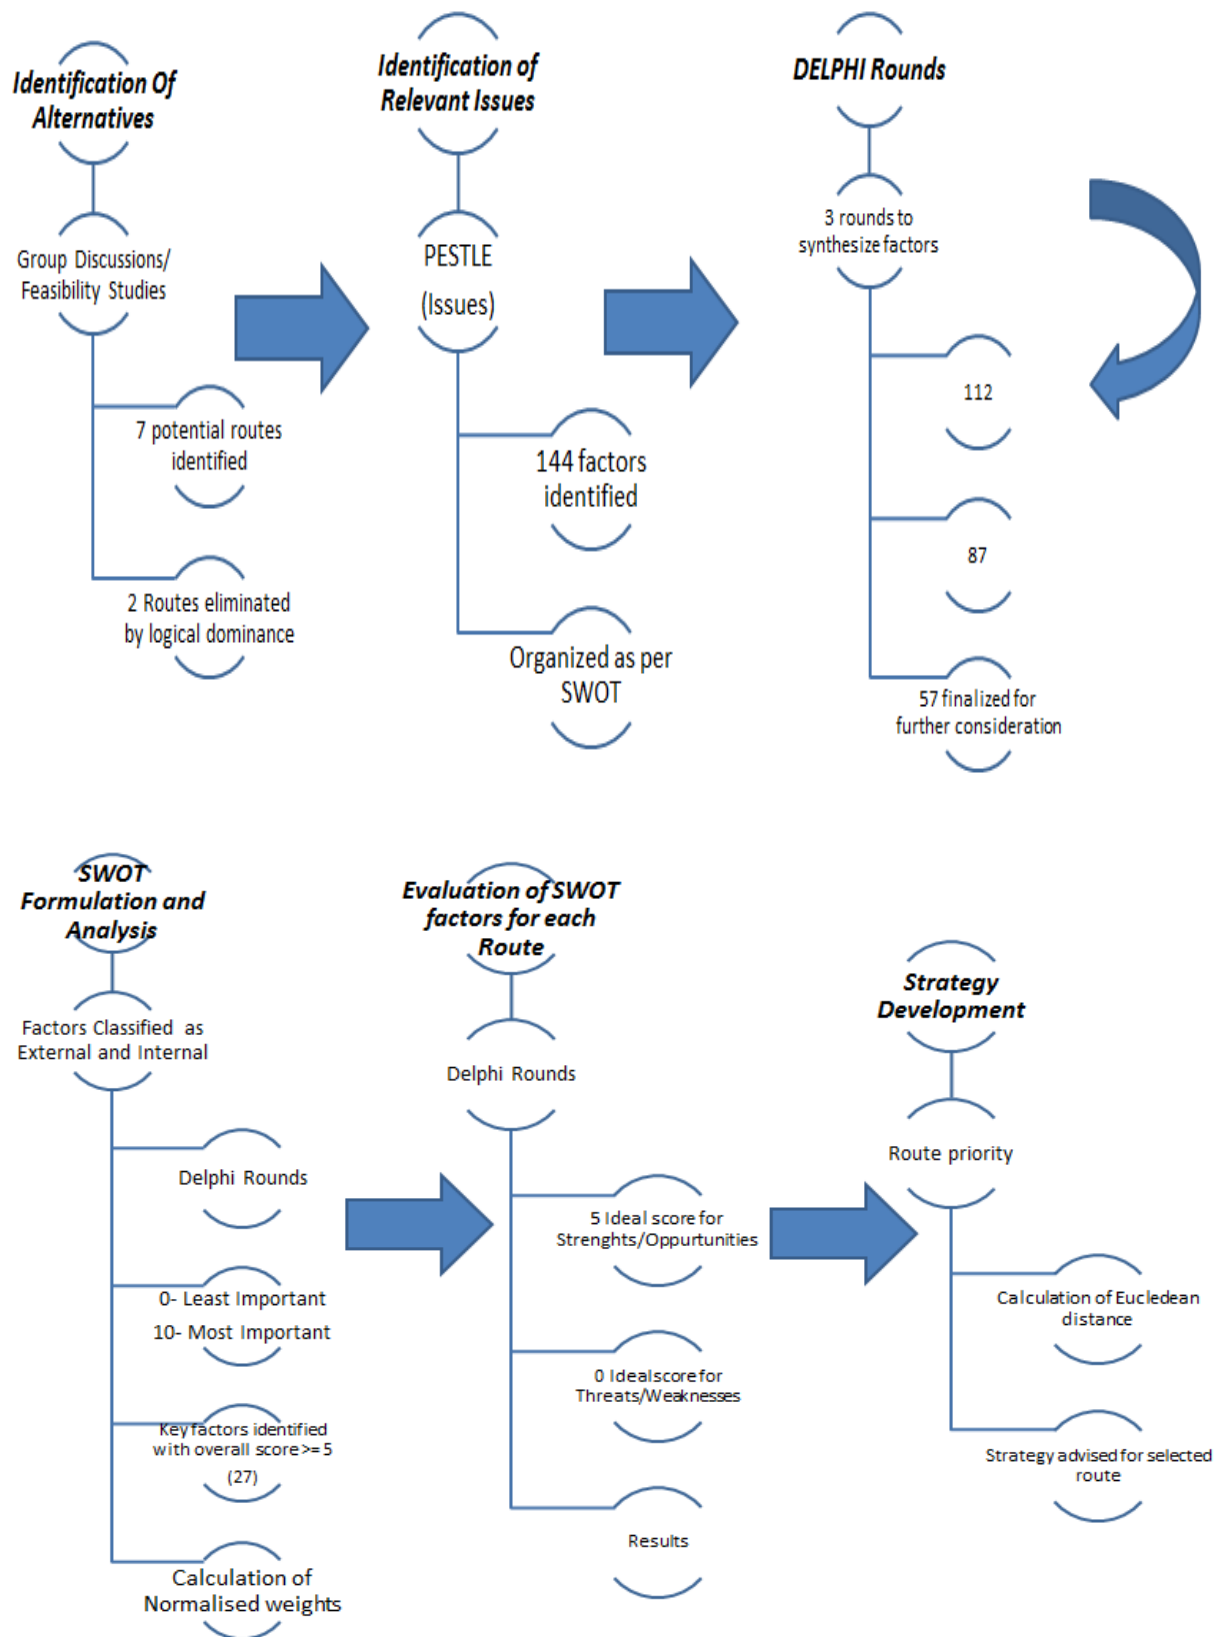 Identification Of
Alternatives
Group Discussions/
Feasibility Studies
7 potential routes
identified
2 Routes eliminated
by logical dominance
Identification of
Relevant Issues
PESTLE
(Issues)
144 factors
identified
Organized as per
SWOT
DELPHI Rounds
3 rounds to
synthesize factors
112
87
57 finalized for
further consideration
SWOT
Formulation and
Analysis
Factors Classified as
External and Internal
Delphi Rounds
0- Least Important
10- Most Important
Key factors identified
with overall score >= 5
(27)
Calculation of
Normalised weights
Evaluation of SWOT
factors for each
Route
Delphi Rounds
5 Ideal score for
Strenghts/Oppurtunities
0 Ideal score for
Threats/Weaknesses
Results
Strategy
Development
Route priority
Calculation of Eucledean
distance
Strategy advised for selected
route